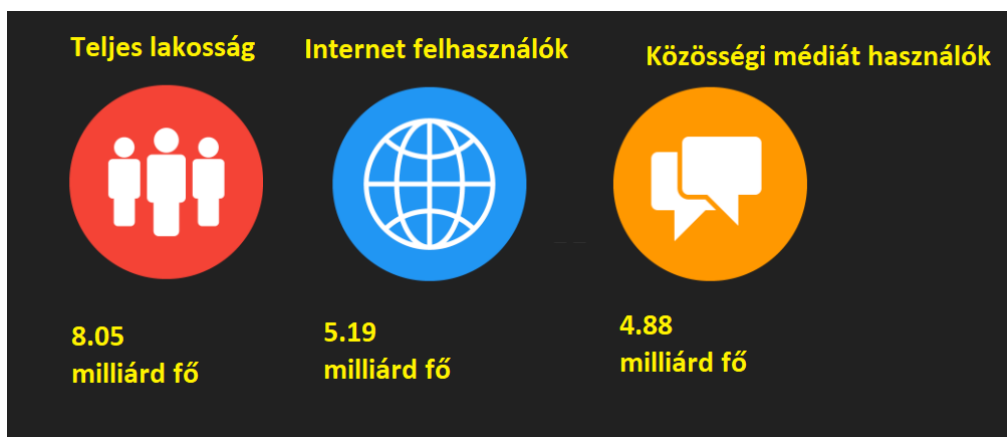 Teljes lakosság
Internet felhasználók
Közösségi médiát használók
8.05
milliárd fő
5.19
milliárd fő
4.88
milliárd fő